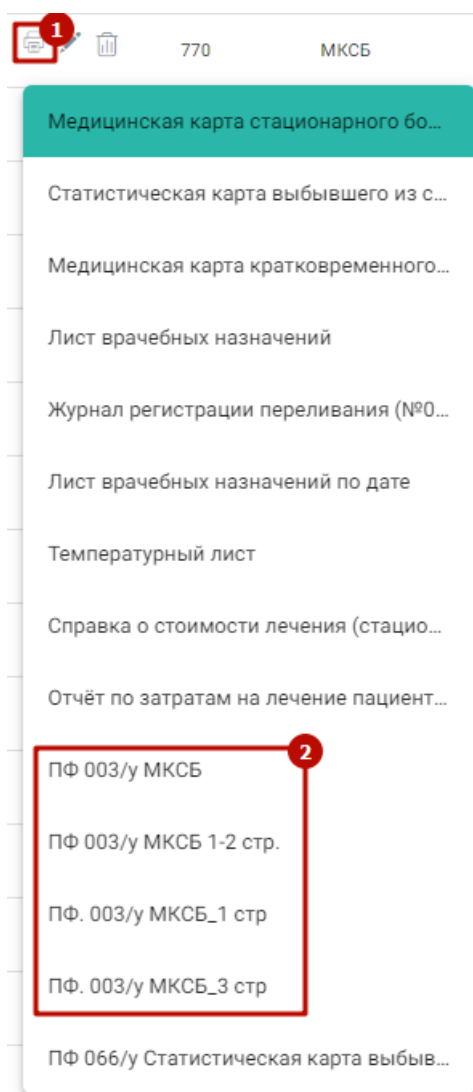 1
770 МКСБ
Медицинская карта стационарного бо...
Статистическая карта выбывшего из с...
Медицинская карта кратковременного...
Лист врачебных назначений
Журнал регистрации переливания (№0...
Лист врачебных назначений по дате
Температурный лист
Справка о стоимости лечения (стацио...
Отчёт по затратам на лечение пациент...
2
ПФ 003/у МКСБ
ПФ 003/у МКСБ 1-2 стр.
ПФ. 003/у МКСБ_1 стр
ПФ. 003/у МКСБ_3 стр
ПФ 066/у Статистическая карта выбыв...